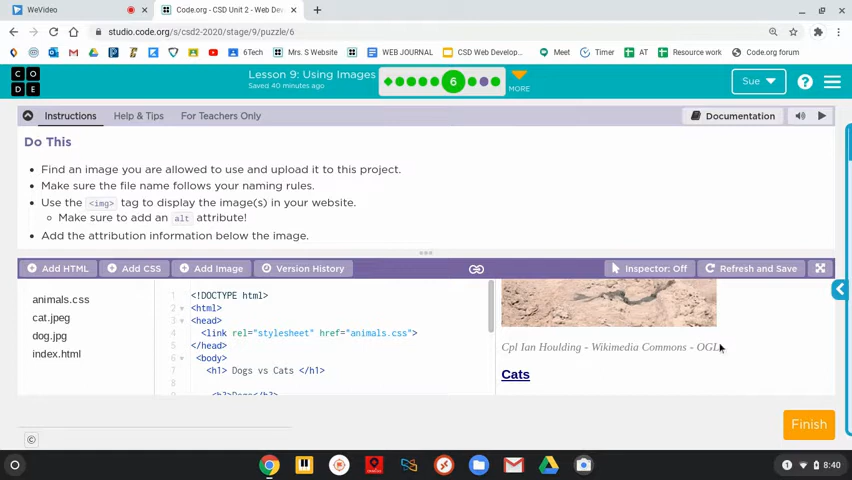 WeVideo
Code.org - CSD Unit 2 - Web De
studio.code.org/s/csd2-2020/stage/9/puzzle/6
6Tech
Mrs. S Website
WEB JOURNAL
CSD Web Develop...
Meet
Timer
AT
Resource work
Code.org forum
C O
D E
Lesson 9: Using Images
Saved 40 minutes ago
6
MORE
Sue
?
Instructions
Help & Tips
For Teachers Only
Documentation
Do This
• Find an image you are allowed to use and upload it to this project.
• Make sure the file name follows your naming rules.
• Use the <img> tag to display the image(s) in your website.
◦ Make sure to add an alt attribute!
• Add the attribution information below the image.
Add HTML
Add CSS
Add Image
Version History
Inspector: Off
Refresh and Save
animals.css
cat.jpeg
dog.jpg
index.html
1 <!DOCTYPE html>
2 <html>
3 <head>
4 <link rel="stylesheet" href="animals.css">
5 </head>
6 <body>
7 <h1> Dogs vs Cats </h1>
8
<h2>Dogs</h2>
Cpl Ian Houlding - Wikimedia Commons - OGL
Cats
Finish
©
1
8:40